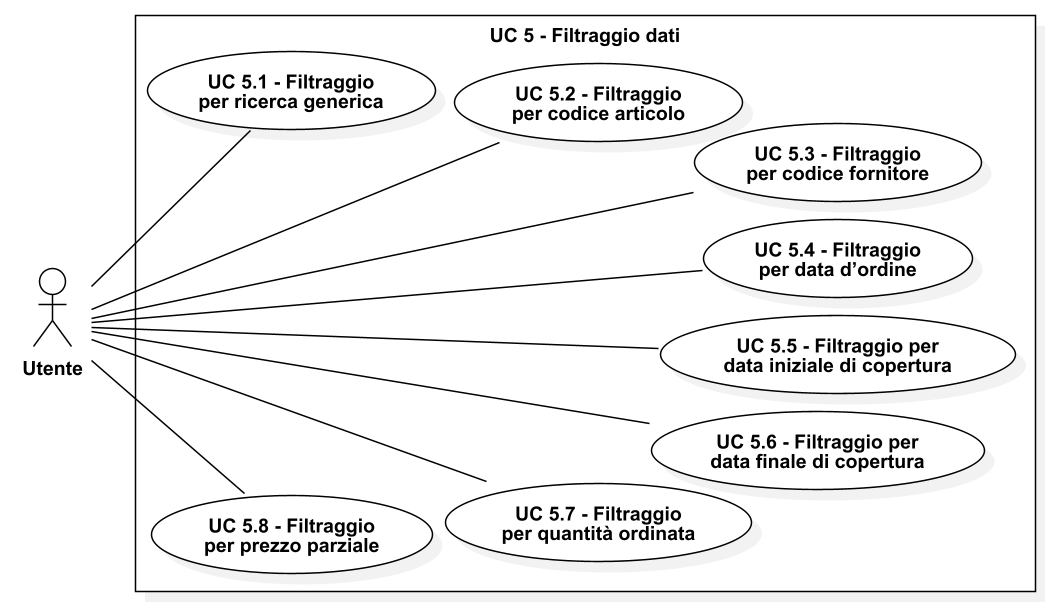 UC 5 - Filtraggio dati
UC 5.1 - Filtraggio
per ricerca generica
UC 5.2 - Filtraggio
per codice articolo
UC 5.3 - Filtraggio
per codice fornitore
UC 5.4 - Filtraggio
per data d’ordine
Utente
UC 5.5 - Filtraggio per
data iniziale di copertura
UC 5.6 - Filtraggio per
data finale di copertura
UC 5.7 - Filtraggio
per quantità ordinata
UC 5.8 - Filtraggio
per prezzo parziale